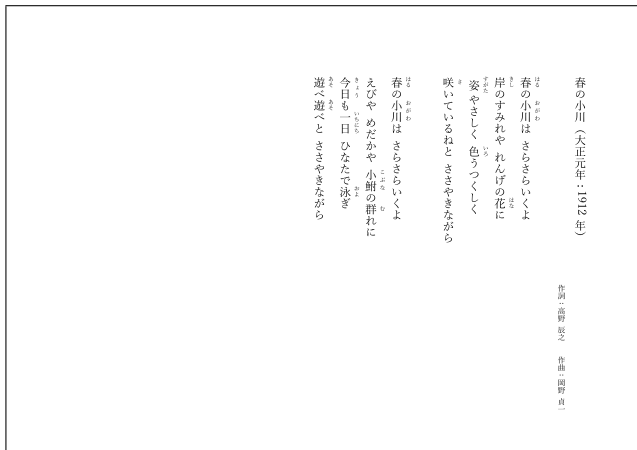 春の小川（大正元年：1912年）
作詞：高野 辰之　作曲：岡野 貞一
春の小川は さらさらいくよ
岸のすみれや れんげの花に
姿やさしく 色うつくしく
咲いているねと ささやきながら
春の小川は さらさらいくよ
えびや めだかや 小鮒の群れに
今日も一日 ひなたで泳ぎ
遊べ遊べと ささやきながら